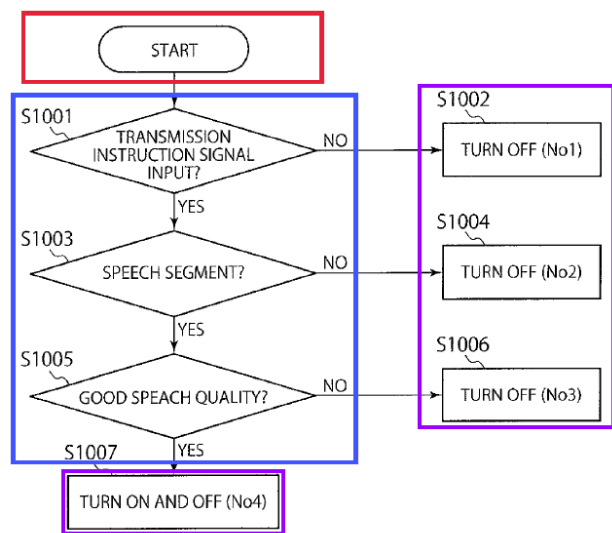 START
S1001
TRANSMISSION
INSTRUCTION SIGNAL
INPUT?
NO
S1002
TURN OFF (No1)
YES
S1003
SPEECH SEGMENT?
NO
S1004
TURN OFF (No2)
YES
S1005
GOOD SPEACH QUALITY?
NO
S1006
TURN OFF (No3)
YES
S1007
TURN ON AND OFF (No4)